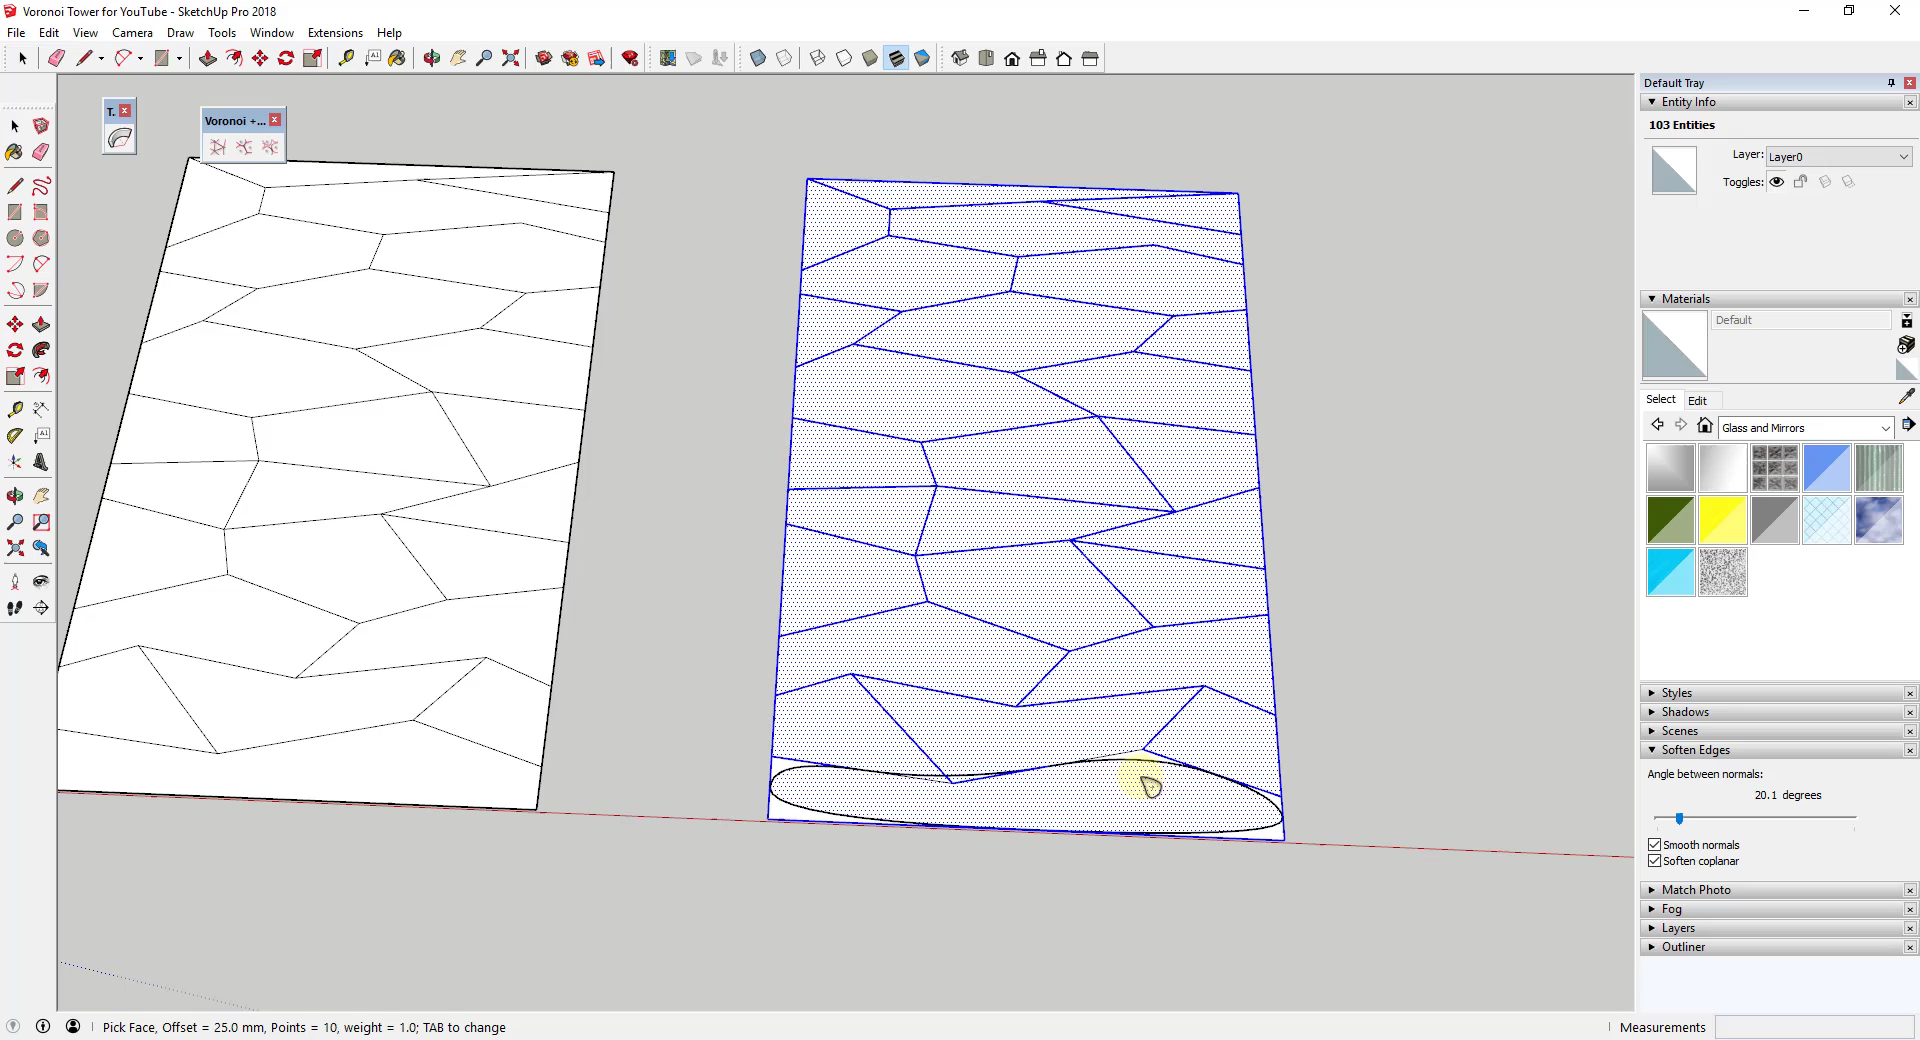 Voronoi Tower for YouTube - SketchUp Pro 2018
File Edit View Camera Draw Tools Window Extensions Help
A1
Default Tray
Entity Info
103 Entities
Layer: Layer0
Toggles:
T.
Voronoi +...
A1
Materials
Default
Select Edit
Glass and Mirrors
Styles
Shadows
Scenes
Soften Edges
Angle between normals:
20.1 degrees
Smooth normals
Soften coplanar
Match Photo
Fog
Layers
Outliner
Pick Face, Offset = 25.0 mm, Points = 10, weight = 1.0; TAB to change
Measurements